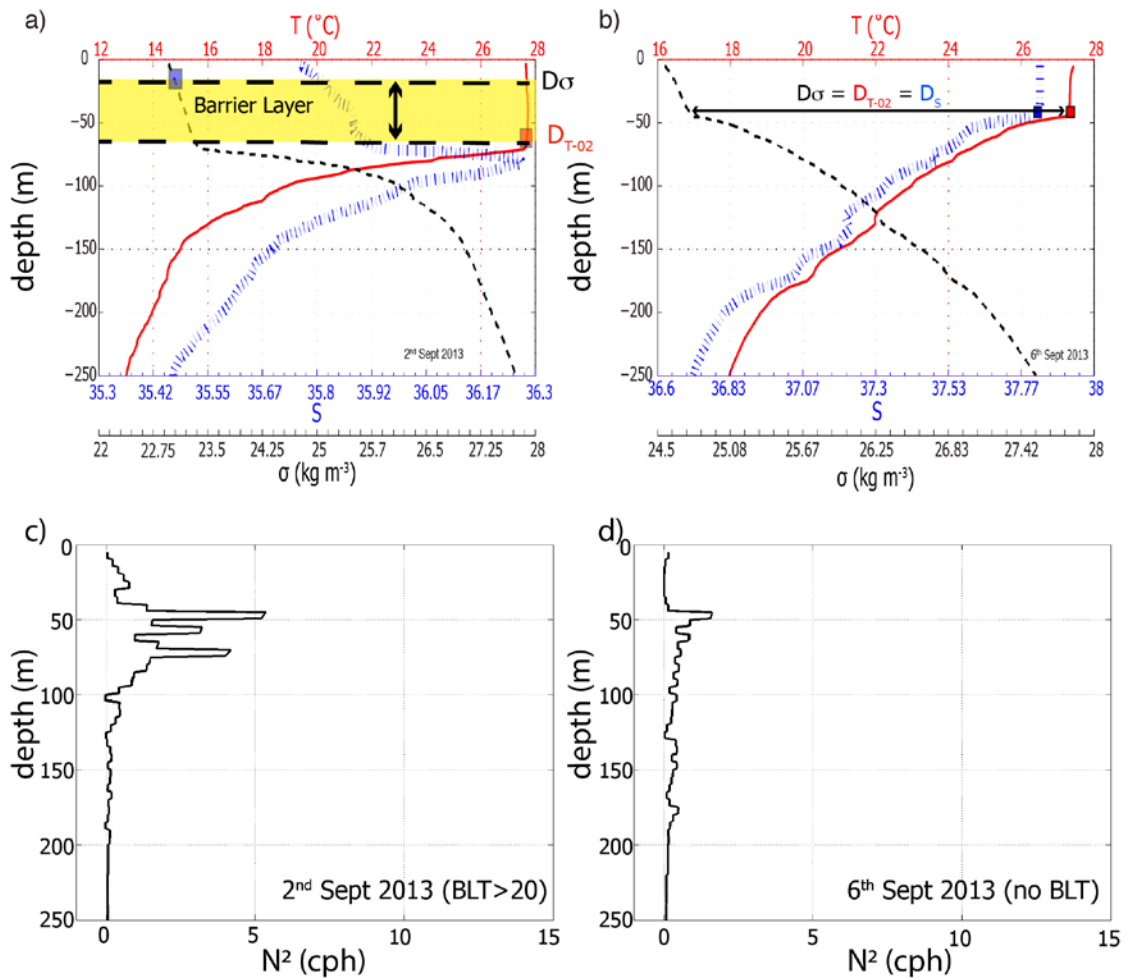 a)
T (°C)
12 14 16 18 20 22 24 26 28
0
−50
−100
−150
−200
−250
depth (m)
Barrier Layer
Dσ
D_T-02
2nd Sept 2013
35.3 35.42 35.55 35.67 35.8 35.92 36.05 36.17 36.3
S
22 22.75 23.5 24.25 25 25.7 26.5 27.25 28
σ (kg m⁻³)
b)
T (°C)
16 18 20 22 24 26 28
0
−50
−100
−150
−200
−250
depth (m)
Dσ = D_T-02 = D_S
6th Sept 2013
36.6 36.83 37.07 37.3 37.53 37.77 38
24.5 25.08 25.67 26.25 26.83 27.42 28
σ (kg m⁻³)
c)
0
50
100
150
200
250
depth (m)
2nd Sept 2013 (BLT>20)
0 5 10 15
N² (cph)
d)
0
50
100
150
200
250
depth (m)
6th Sept 2013 (no BLT)
0 5 10 15
N² (cph)